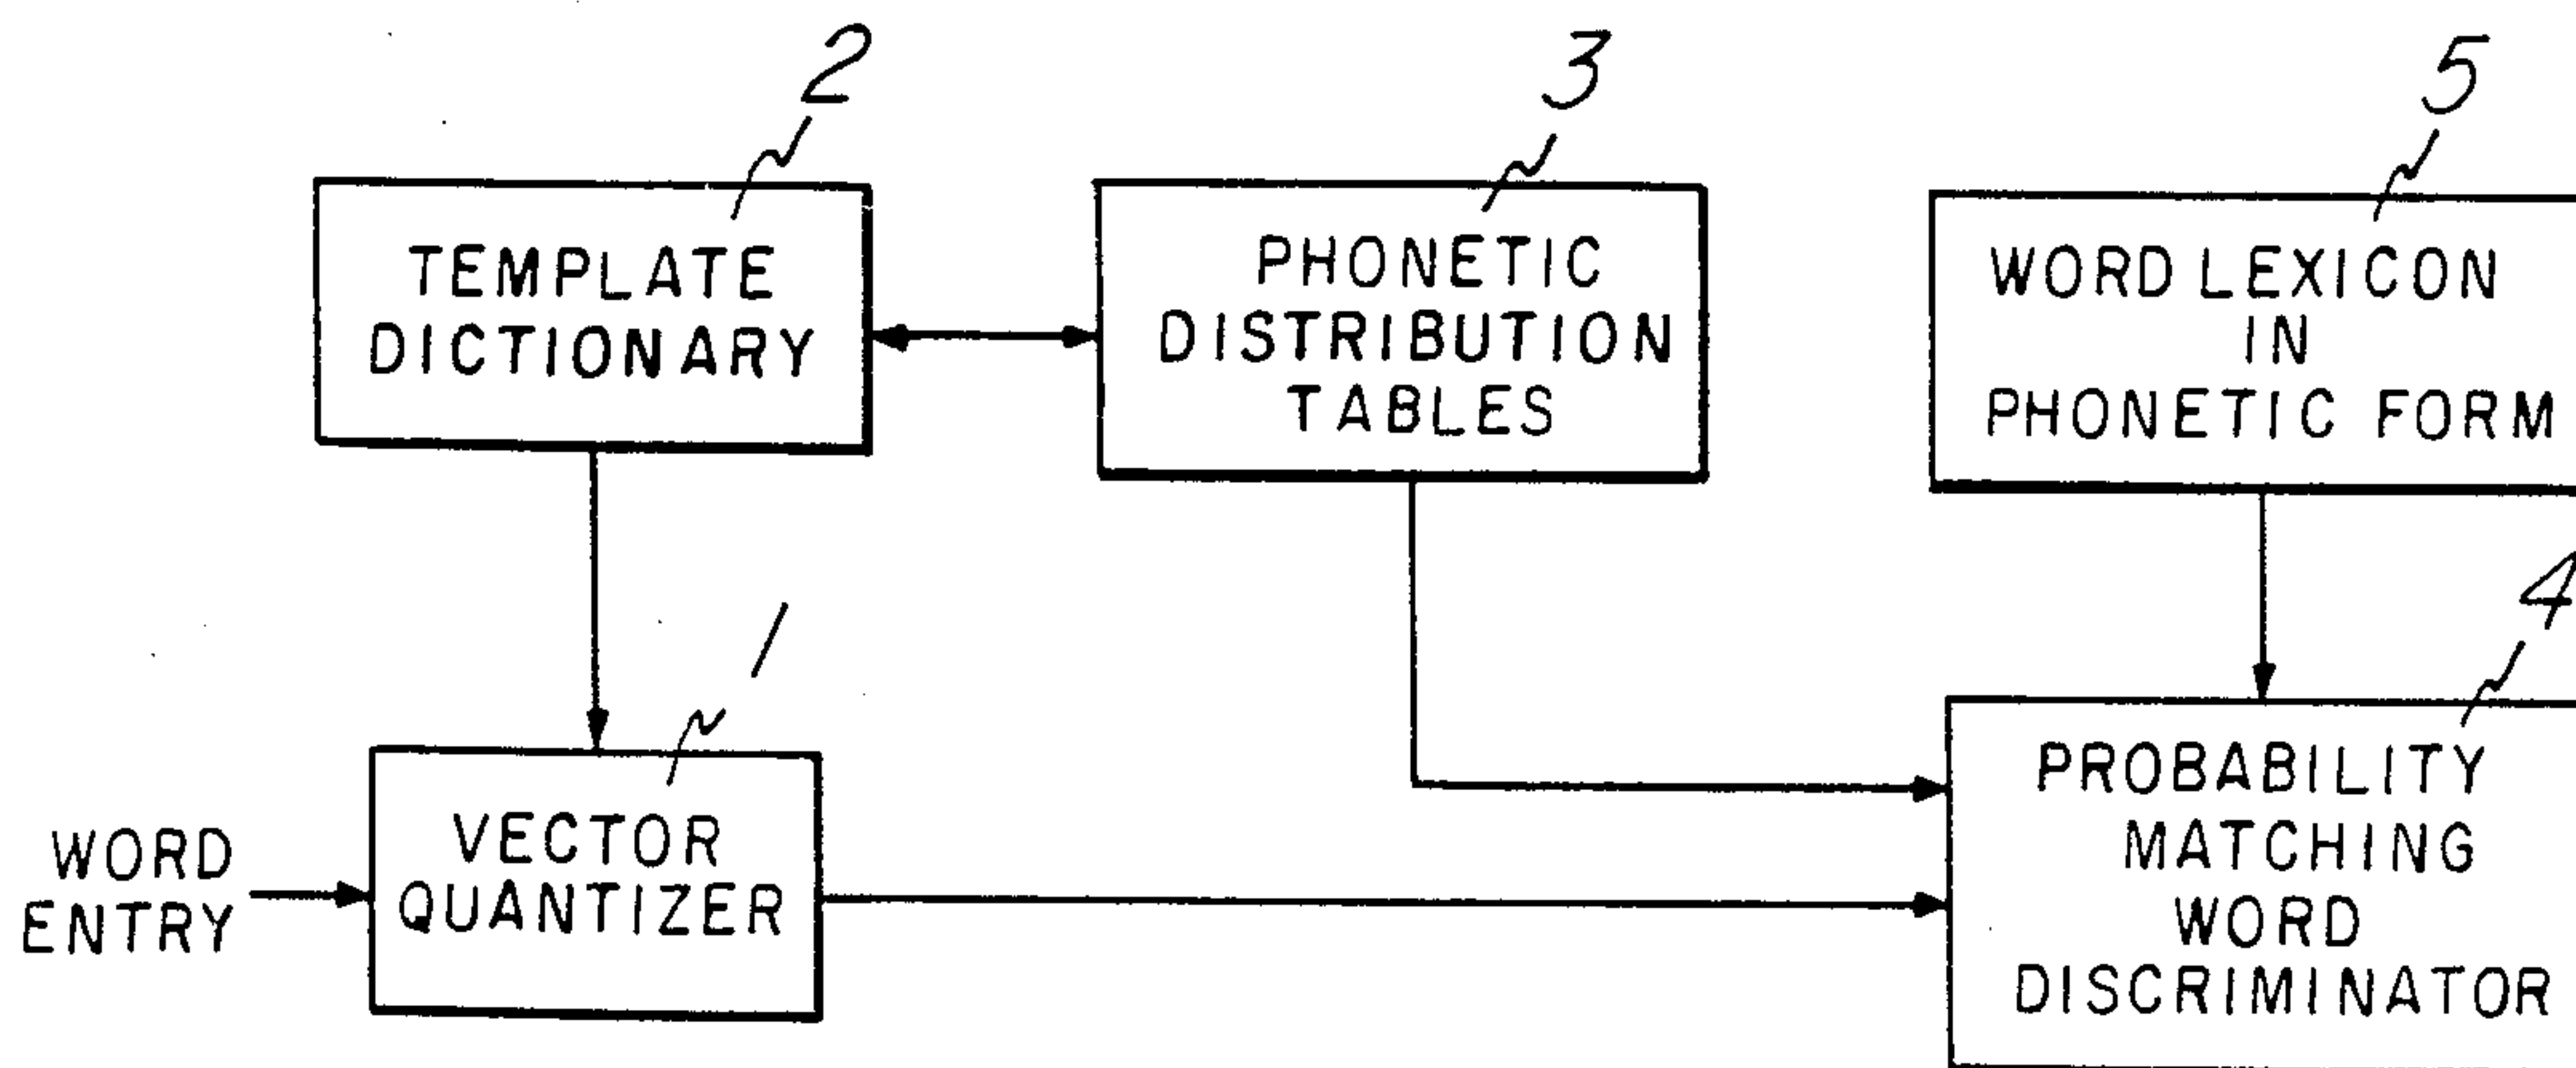 2
3
5
TEMPLATE
DICTIONARY
PHONETIC
DISTRIBUTION
TABLES
WORD LEXICON
IN
PHONETIC FORM
1
4
WORD
ENTRY
VECTOR
QUANTIZER
PROBABILITY
MATCHING
WORD
DISCRIMINATOR